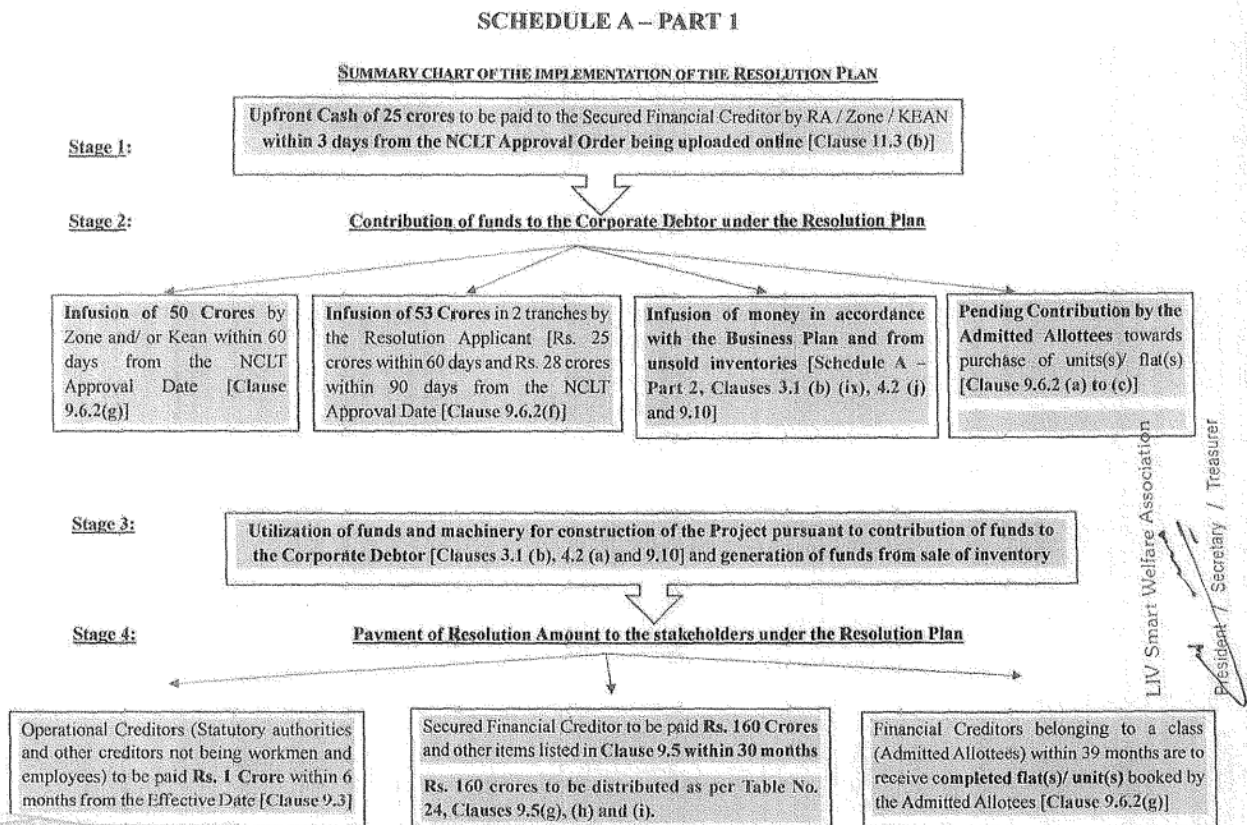 SCHEDULE A – PART 1
SUMMARY CHART OF THE IMPLEMENTATION OF THE RESOLUTION PLAN
Stage 1:
Upfront Cash of 25 crores to be paid to the Secured Financial Creditor by RA / Zone / KEAN
within 3 days from the NCLT Approval Order being uploaded online [Clause 11.3 (b)]
Stage 2:
Contribution of funds to the Corporate Debtor under the Resolution Plan
Infusion of 50 Crores by
Zone and/ or Kean within 60
days from the NCLT
Approval Date [Clause
9.6.2(g)]
Infusion of 53 Crores in 2 tranches by
the Resolution Applicant [Rs. 25
crores within 60 days and Rs. 28 crores
within 90 days from the NCLT
Approval Date [Clause 9.6.2(f)]
Infusion of money in accordance
with the Business Plan and from
unsold inventories [Schedule A –
Part 2, Clauses 3.1 (b) (ix), 4.2 (j)
and 9.10]
Pending Contribution by the
Admitted Allottees towards
purchase of units(s)/ flat(s)
[Clause 9.6.2 (a) to (c)]
Stage 3:
Utilization of funds and machinery for construction of the Project pursuant to contribution of funds to
the Corporate Debtor [Clauses 3.1 (b), 4.2 (a) and 9.10] and generation of funds from sale of inventory
Stage 4:
Payment of Resolution Amount to the stakeholders under the Resolution Plan
Operational Creditors (Statutory authorities
and other creditors not being workmen and
employees) to be paid Rs. 1 Crore within 6
months from the Effective Date [Clause 9.3]
Secured Financial Creditor to be paid Rs. 160 Crores
and other items listed in Clause 9.5 within 30 months
Rs. 160 crores to be distributed as per Table No.
24, Clauses 9.5(g), (h) and (i).
Financial Creditors belonging to a class
(Admitted Allottees) within 39 months are to
receive completed flat(s)/ unit(s) booked by
the Admitted Allotees [Clause 9.6.2(g)]
LIV Smart Welfare Association
President / Secretary / Treasurer